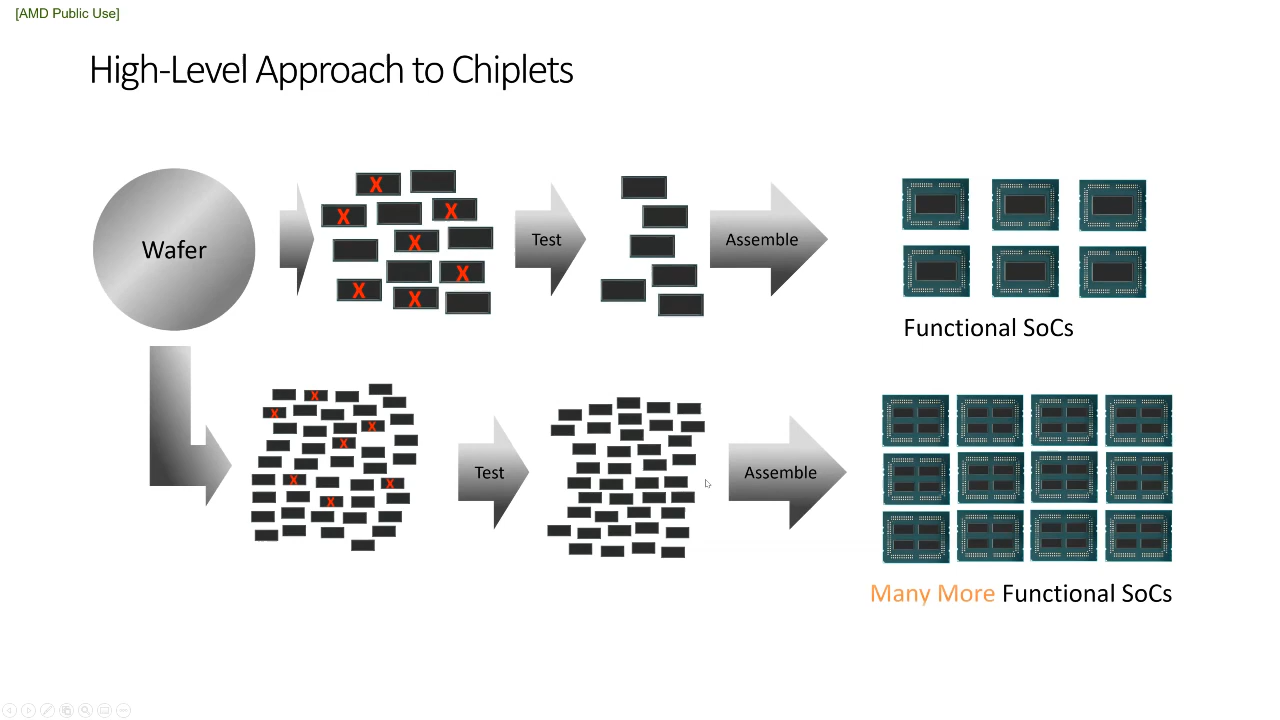 [AMD Public Use]
High-Level Approach to Chiplets
Wafer
X
X
X
X
X
X
X
Test
Assemble
Functional SoCs
X
X
X
X
X
X
X
Test
Assemble
Many More Functional SoCs